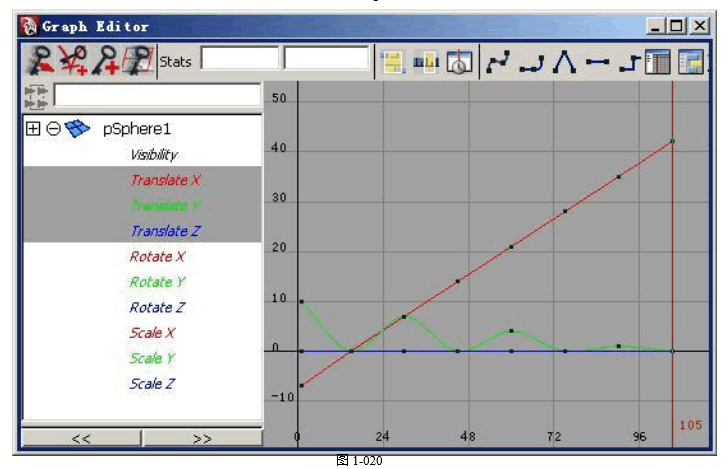 Graph Editor
Stats
50
pSphere1
Visibility
40
Translate X
Translate Y
30
Translate Z
Rotate X
20
Rotate Y
Rotate Z
10
Scale X
Scale Y
0
Scale Z
-10
105
<< >>
0 24 48 72 96
图 1-020